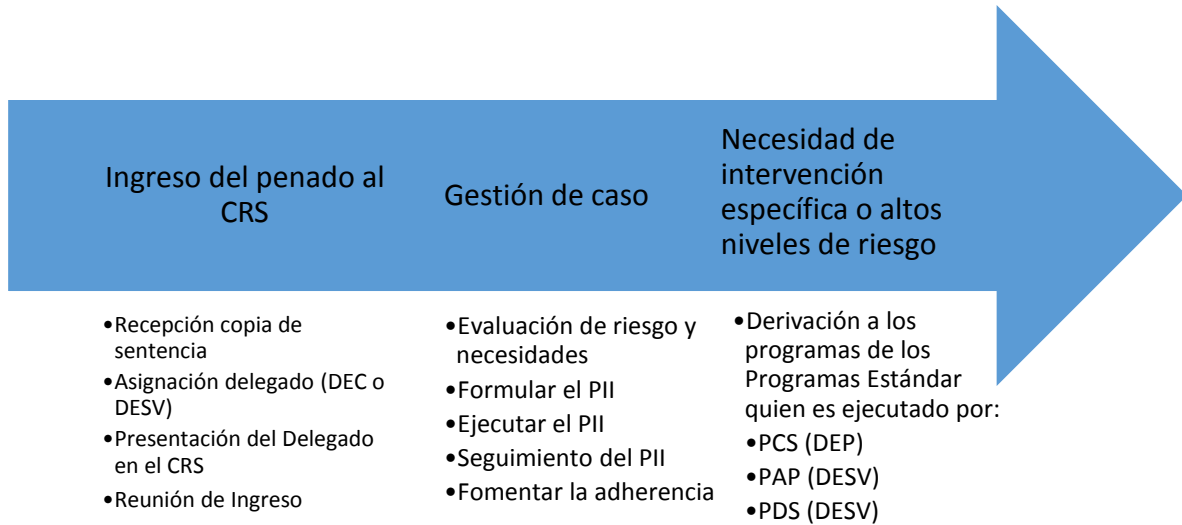 Ingreso del penado al
CRS
•Recepción copia de
sentencia
•Asignación delegado (DEC o
DESV)
•Presentación del Delegado
en el CRS
•Reunión de Ingreso
Gestión de caso
•Evaluación de riesgo y
necesidades
•Formular el PII
•Ejecutar el PII
•Seguimiento del PII
•Fomentar la adherencia
Necesidad de
intervención
específica o altos
niveles de riesgo
•Derivación a los
programas de los
Programas Estándar
quien es ejecutado por:
•PCS (DEP)
•PAP (DESV)
•PDS (DESV)